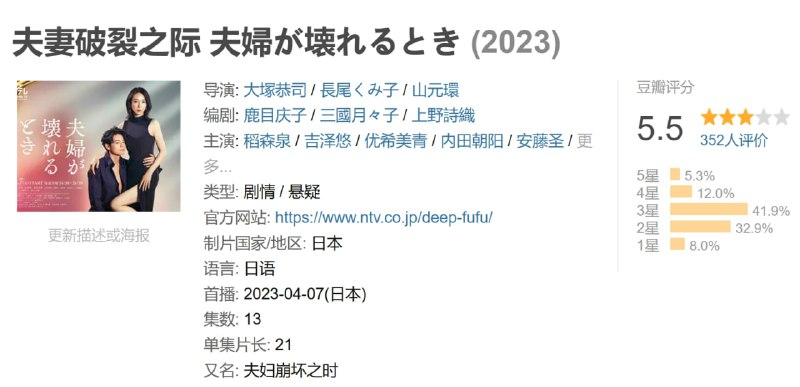 夫妻破裂之际 夫婦が壊れるとき (2023)
夫婦が
壊れる
とき
更新描述或海报
导演: 大塚恭司 / 長尾くみ子 / 山元環
编剧: 鹿目庆子 / 三國月々子 / 上野詩織
主演: 稻森泉 / 吉泽悠 / 优希美青 / 内田朝阳 / 安藤圣 / 更
多...
类型: 剧情 / 悬疑
官方网站: https://www.ntv.co.jp/deep-fufu/
制片国家/地区: 日本
语言: 日语
首播: 2023-04-07(日本)
集数: 13
单集片长: 21
又名: 夫妇崩坏之时
豆瓣评分
5.5
352人评价
5星 5.3%
4星 12.0%
3星 41.9%
2星 32.9%
1星 8.0%